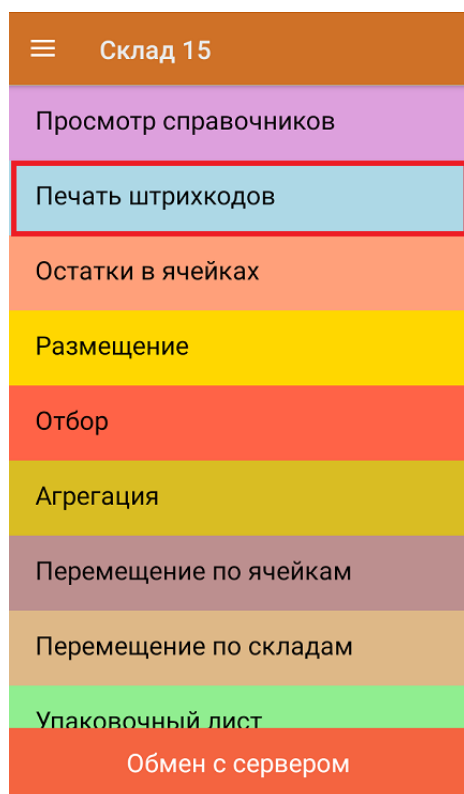 Склад 15
Просмотр справочников
Печать штрихкодов
Остатки в ячейках
Размещение
Отбор
Агрегация
Перемещение по ячейкам
Перемещение по складам
Упаковочный лист
Обмен с сервером